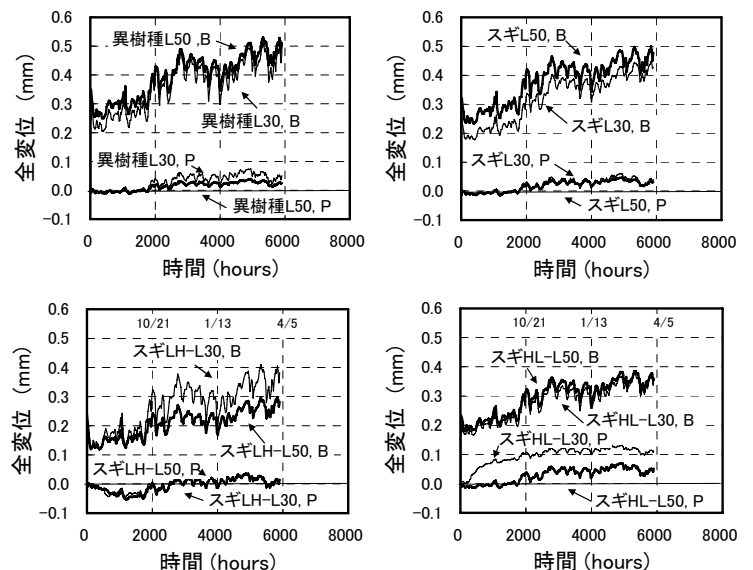 全変位 (mm)
0.6
0.5
0.4
0.3
0.2
0.1
0.0
−0.1
異樹種L50 ,B
異樹種L30, B
異樹種L30, P
異樹種L50, P
0 2000 4000 6000 8000
時間 (hours)
全変位 (mm)
0.6
0.5
0.4
0.3
0.2
0.1
0.0
−0.1
スギL50, B
スギL30, B
スギL30, P
スギL50, P
0 2000 4000 6000 8000
時間 (hours)
全変位 (mm)
0.6
0.5
0.4
0.3
0.2
0.1
0.0
−0.1
10/21 1/13 4/5
スギLH-L30, B
スギLH-L50, B
スギLH-L50, P
スギLH-L30, P
0 2000 4000 6000 8000
時間 (hours)
全変位 (mm)
0.6
0.5
0.4
0.3
0.2
0.1
0.0
−0.1
10/21 1/13 4/5
スギHL-L50, B
スギHL-L30, B
スギHL-L30, P
スギHL-L50, P
0 2000 4000 6000 8000
時間 (hours)